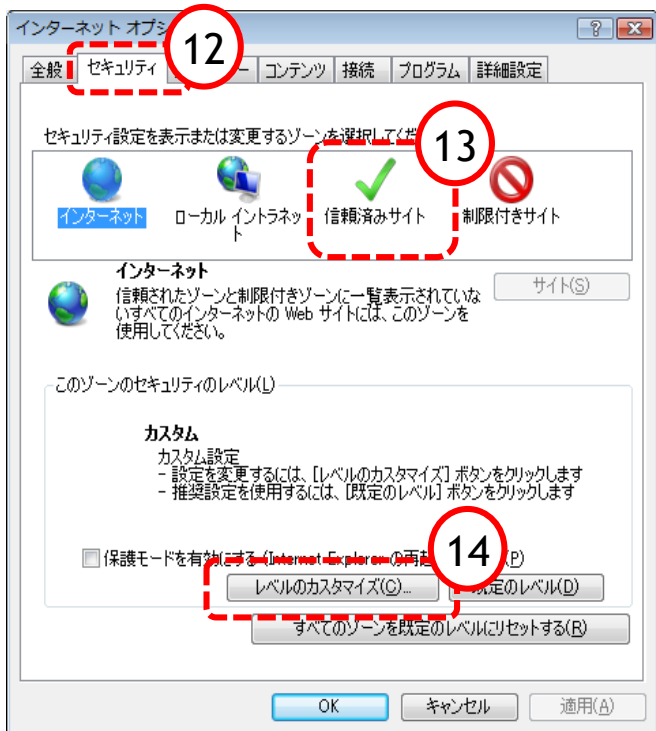 インターネット オプシ
12
全般 セキュリティ ー コンテンツ 接続 プログラム 詳細設定
セキュリティ設定を表示または変更するゾーンを選択してくだ
13
インターネット ローカル イントラネット 信頼済みサイト 制限付きサイト
インターネット
サイト(S)
信頼されたゾーンと制限付きゾーンに一覧表示されていな
いすべてのインターネットの Web サイトには、このゾーンを
使用してください。
このゾーンのセキュリティのレベル(L)
カスタム
カスタム設定
- 設定を変更するには、[レベルのカスタマイズ] ボタンをクリックします
- 推奨設定を使用するには、[既定のレベル] ボタンをクリックします
14
保護モードを有効にする (Internet Explorer の再起 (P)
レベルのカスタマイズ(C)... 既定のレベル(D)
すべてのゾーンを既定のレベルにリセットする(R)
OK キャンセル 適用(A)